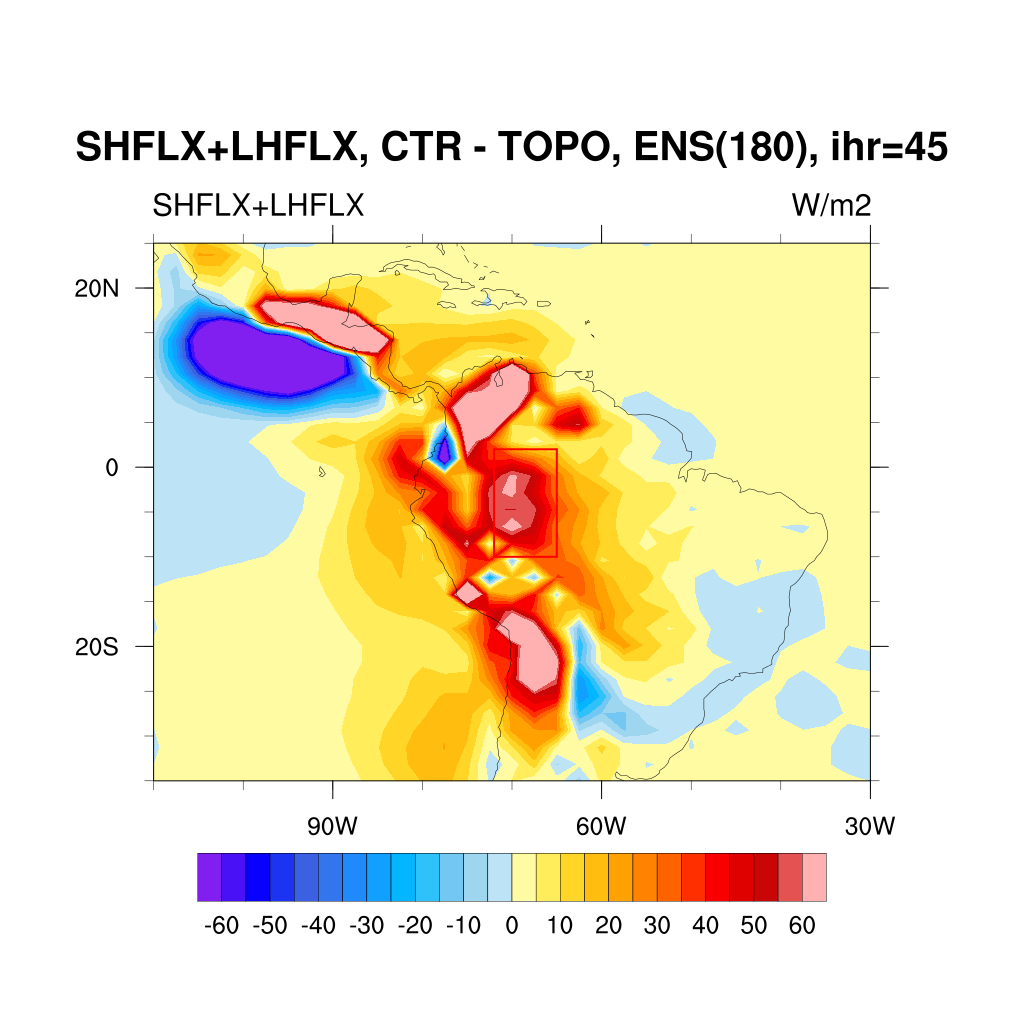 SHFLX+LHFLX, CTR - TOPO, ENS(180), ihr=45
SHFLX+LHFLX W/m2
20N
0
20S
90W 60W 30W
-60 -50 -40 -30 -20 -10 0 10 20 30 40 50 60